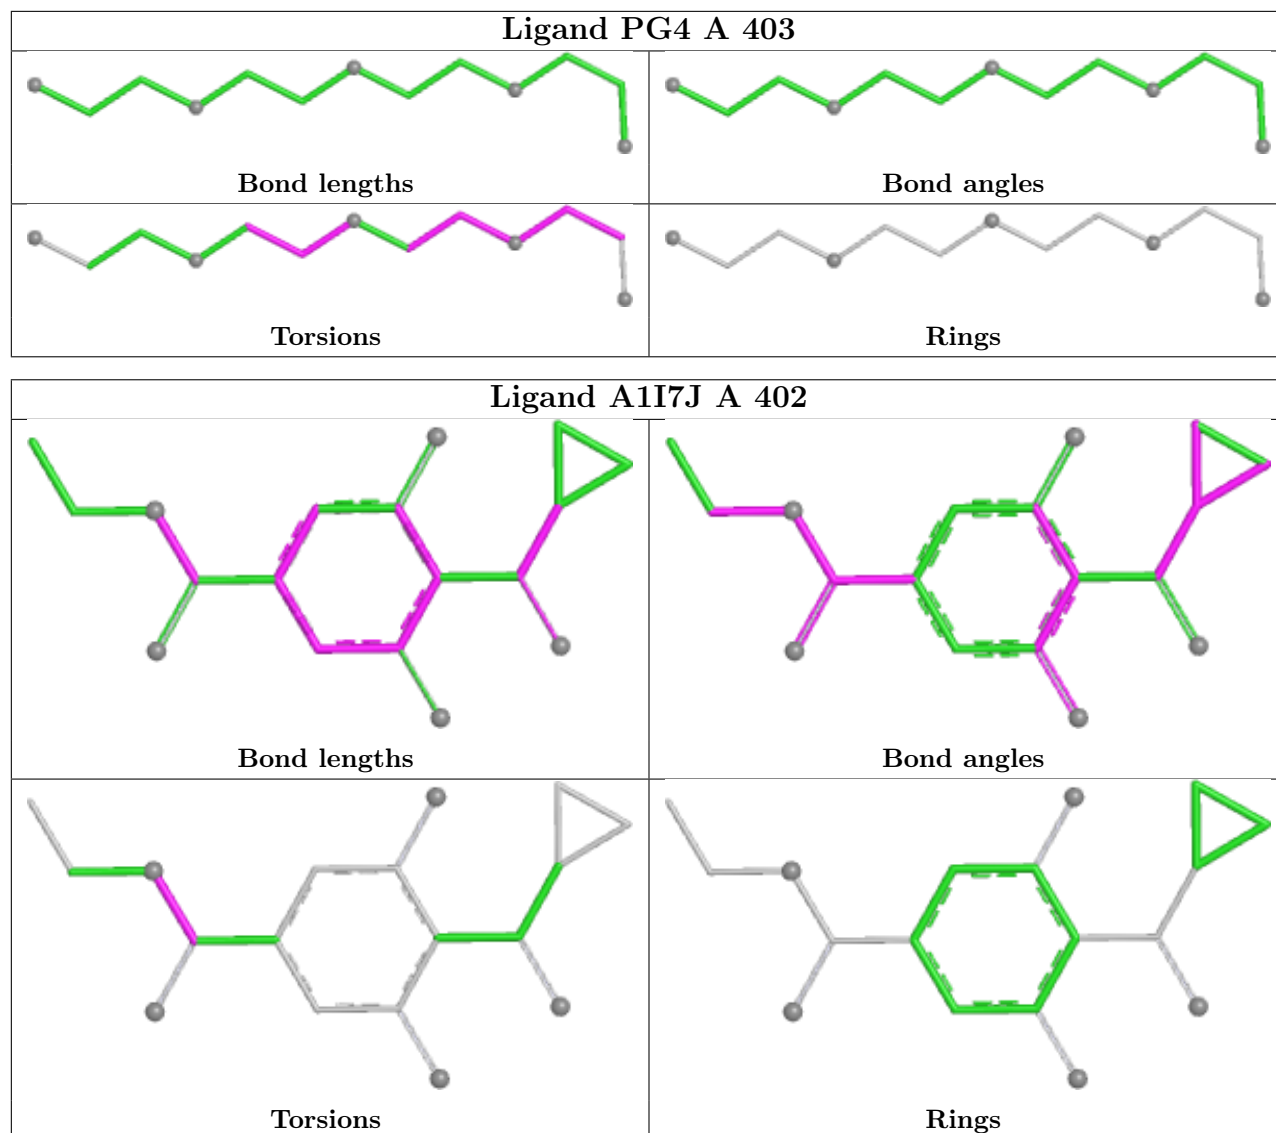 Ligand PG4 A 403
Bond lengths
Bond angles
Torsions
Rings
Ligand A1I7J A 402
Bond lengths
Bond angles
Torsions
Rings